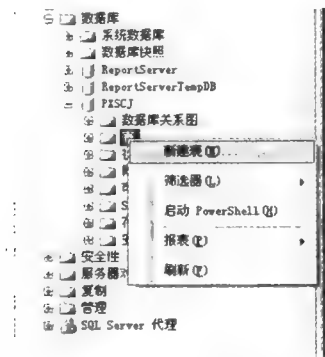 数据库
系统数据库
数据库快照
ReportServer
ReportServerTempDB
PXSCJ
数据库关系图
新建表(N)...
筛选器(L)
启动 PowerShell(H)
报表(P)
刷新(F)
安全性
服务器
复制
管理
SQL Server 代理